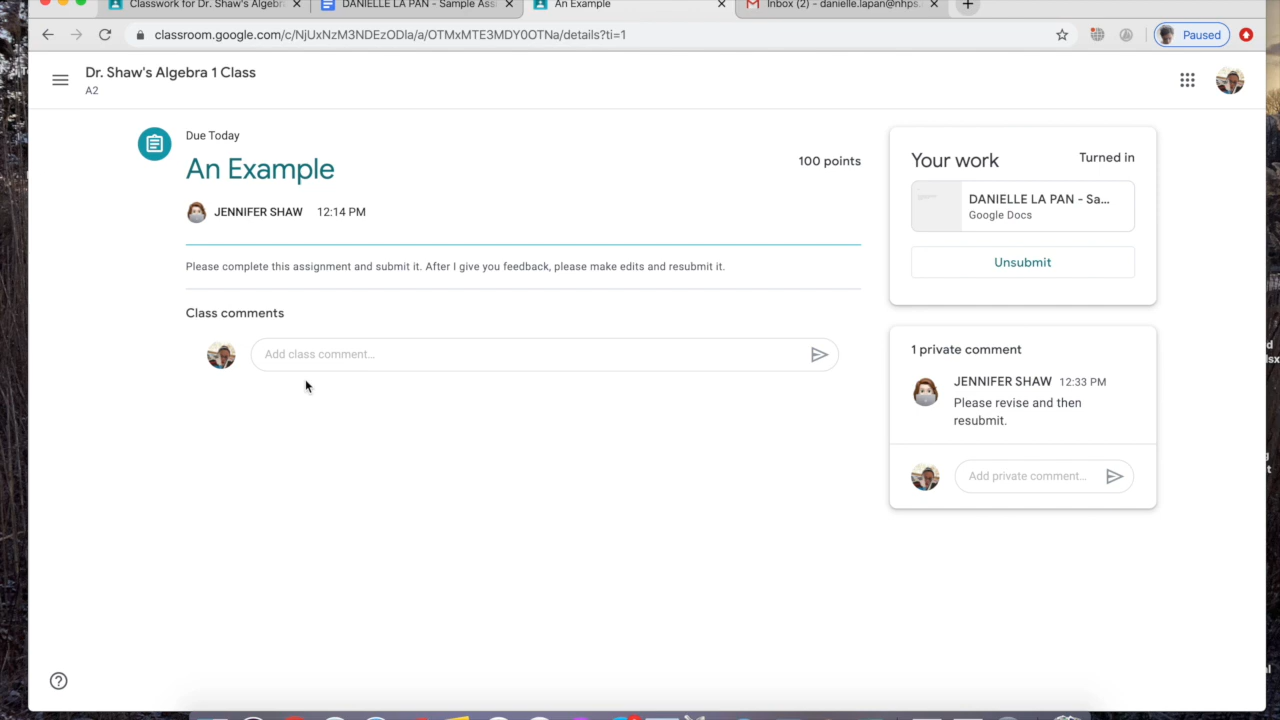 Classwork for Dr. Shaw's Algebr
DANIELLE LA PAN - Sample Assi
An Example
Inbox (2) - danielle.lapan@nhps.
classroom.google.com/c/NjUxNzM3NDEzODIa/a/OTMxMTE3MDY0OTNa/details?ti=1
Paused
Dr. Shaw's Algebra 1 Class
A2
Due Today
An Example
100 points
JENNIFER SHAW 12:14 PM
Please complete this assignment and submit it. After I give you feedback, please make edits and resubmit it.
Class comments
Add class comment...
Your work
Turned in
DANIELLE LA PAN - Sa...
Google Docs
Unsubmit
1 private comment
JENNIFER SHAW 12:33 PM
Please revise and then
resubmit.
Add private comment...